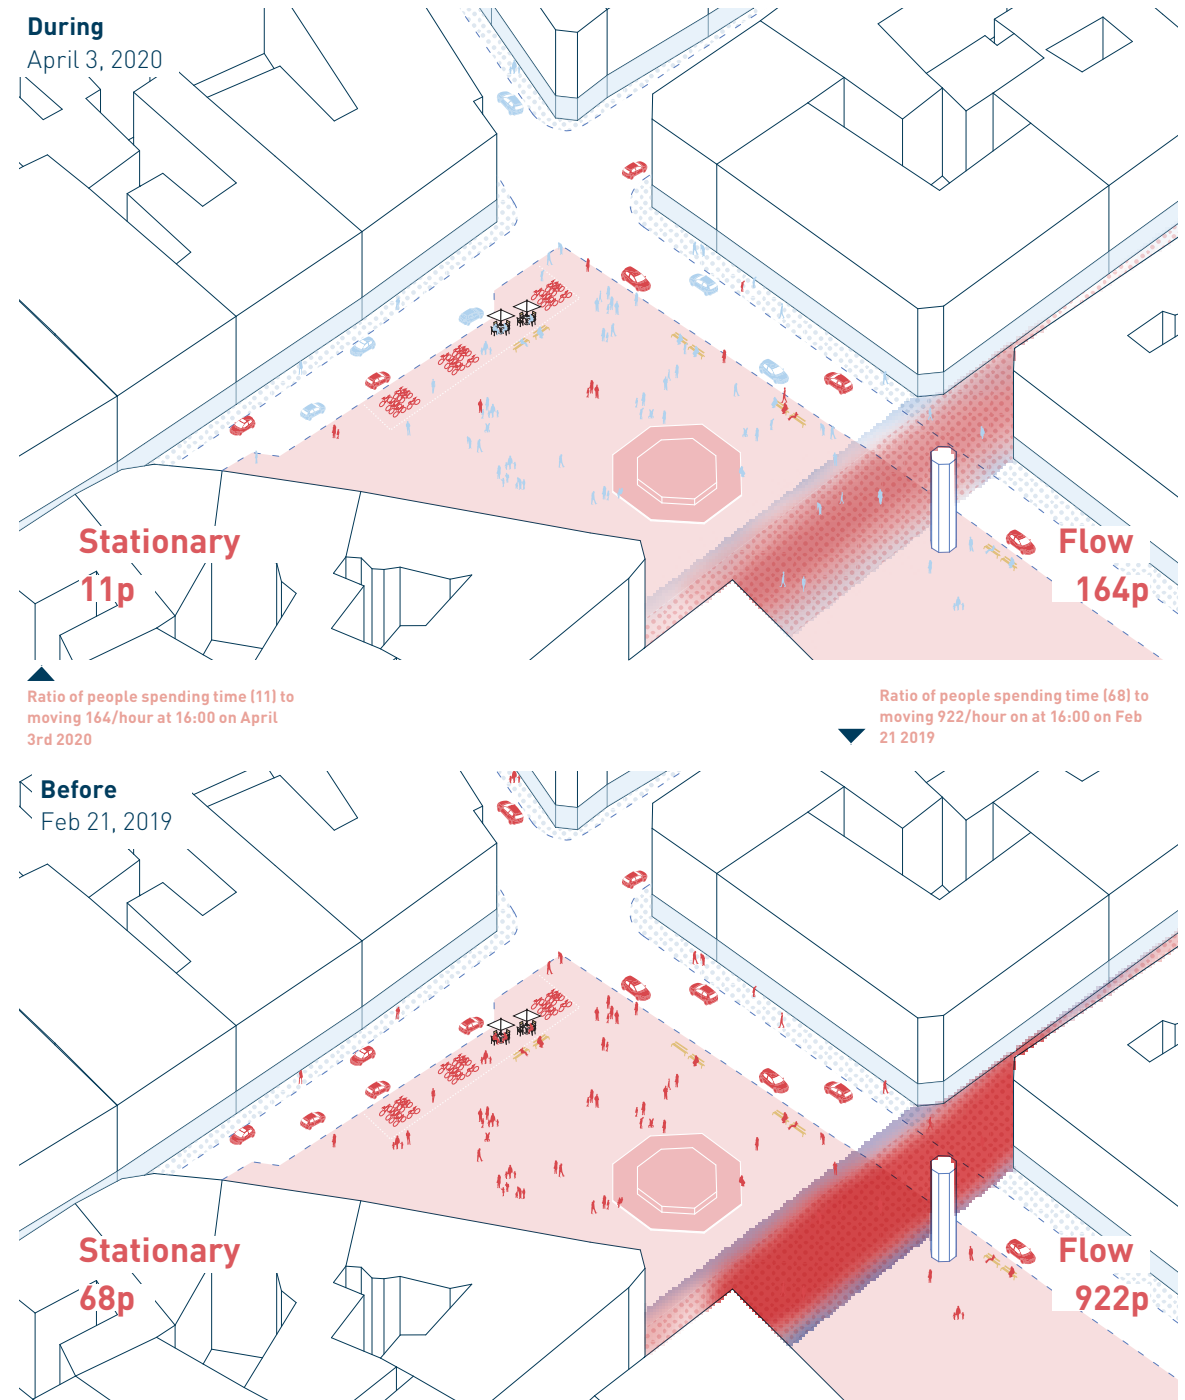 During
April 3, 2020
Stationary
11p
Flow
164p
Ratio of people spending time (11) to
moving 164/hour at 16:00 on April
3rd 2020
Ratio of people spending time (68) to
moving 922/hour on at 16:00 on Feb
21 2019
Before
Feb 21, 2019
Stationary
68p
Flow
922p